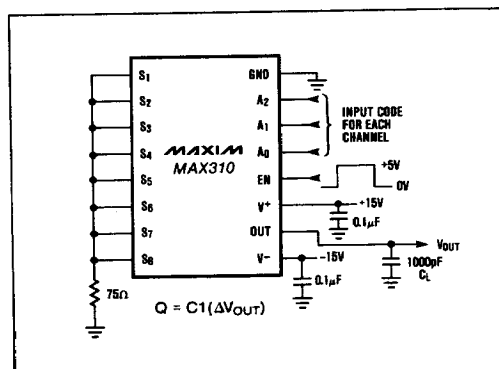 S1
S2
S3
S4
S5
S6
S7
S8
75Ω
MAXIM
MAX310
GND
A2
A1
A0
EN
V+
OUT
V−
INPUT CODE
FOR EACH
CHANNEL
+5V
0V
+15V
0.1µF
VOUT
−15V
0.1µF
1000pF
CL
Q = C1(ΔVOUT)